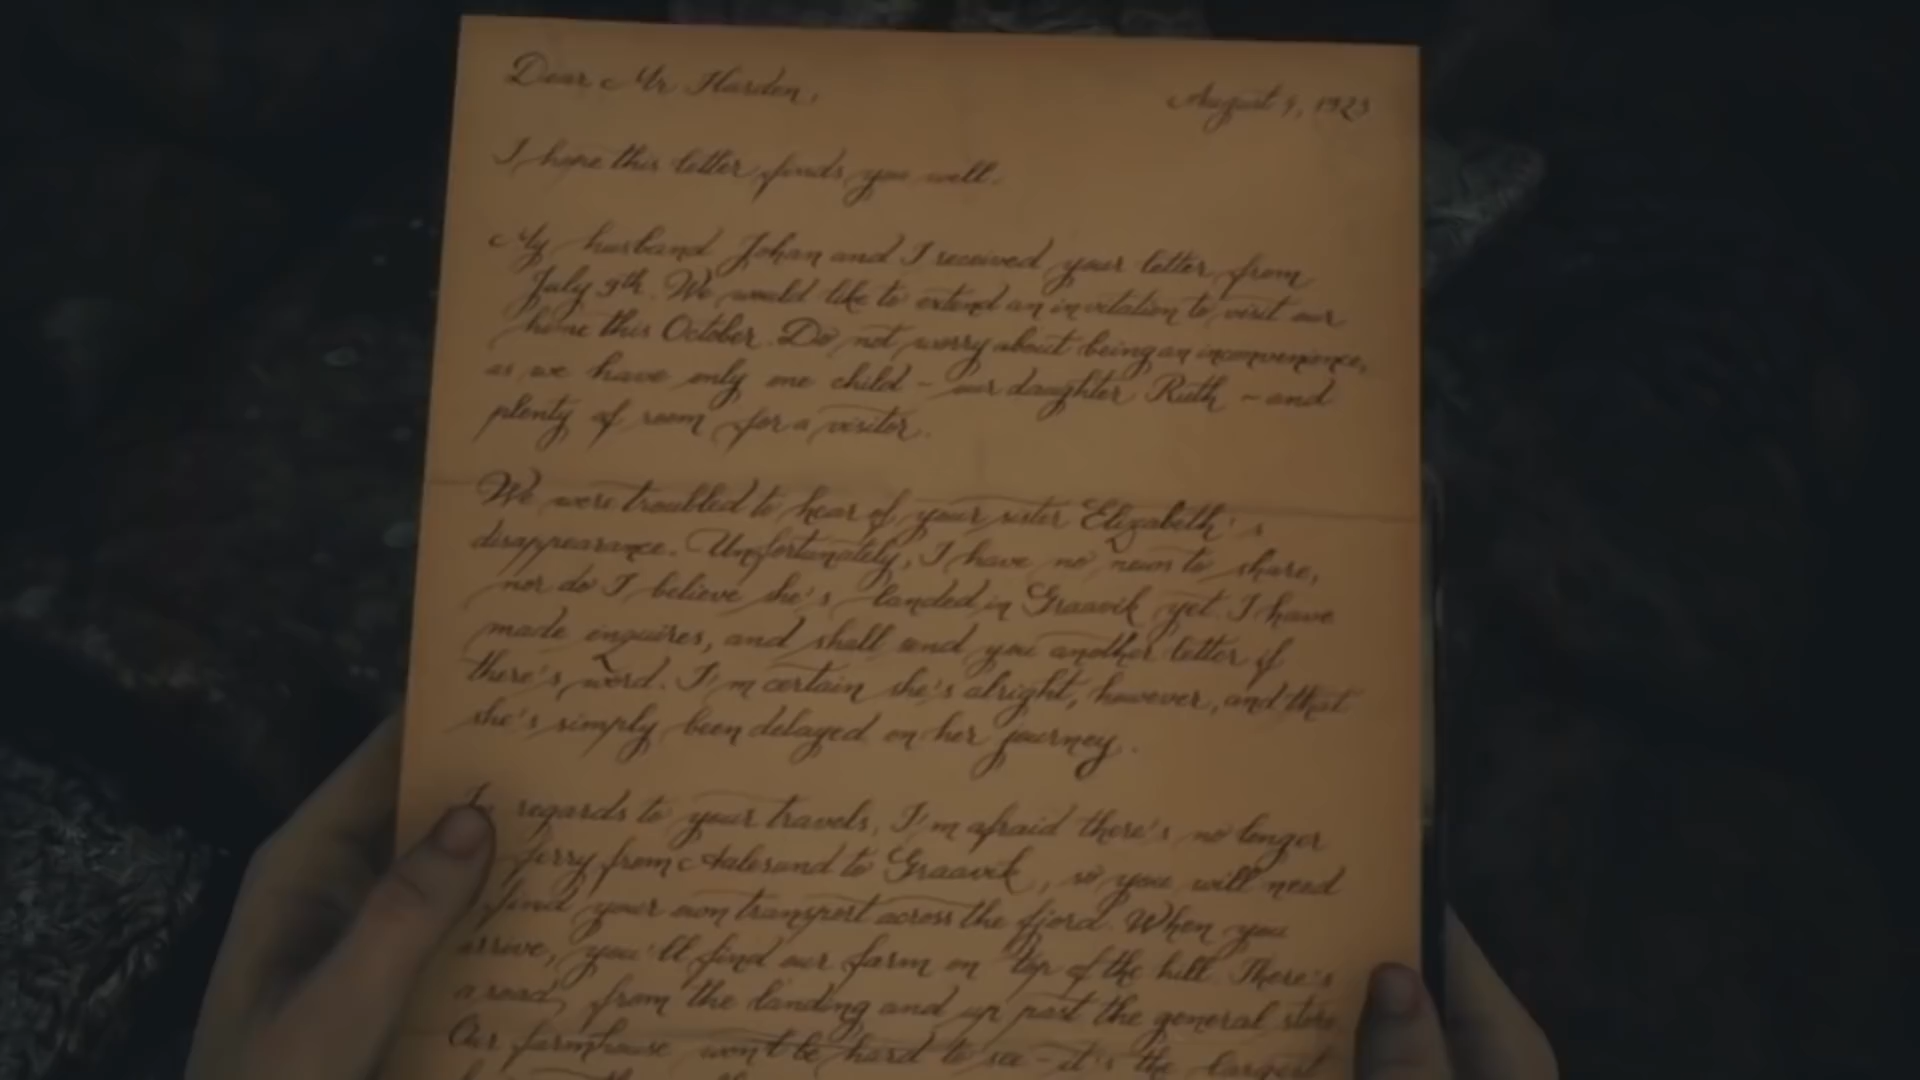 Dear Mr Harden,
August 9, 1923
I hope this letter finds you well.
My husband Johan and I received your letter from
July 9th. We would like to extend an invitation to visit our
home this October. Do not worry about being an inconvenience,
as we have only one child - our daughter Ruth - and
plenty of room for a visitor.
We were troubled to hear of your sister Elizabeth's
disappearance. Unfortunately, I have no news to share,
nor do I believe she's landed in Graavik yet. I have
made enquires, and shall send you another letter if
there's word. I'm certain she's alright, however, and that
she's simply been delayed on her journey.
In regards to your travels, I'm afraid there's no longer
ferry from Aalesund to Graavik, so you will need
find your own transport across the fjord. When you
arrive, you'll find our farm on top of the hill. There's
a road, from the landing and up past the general store.
Our farmhouse won't be hard to see - it's the largest